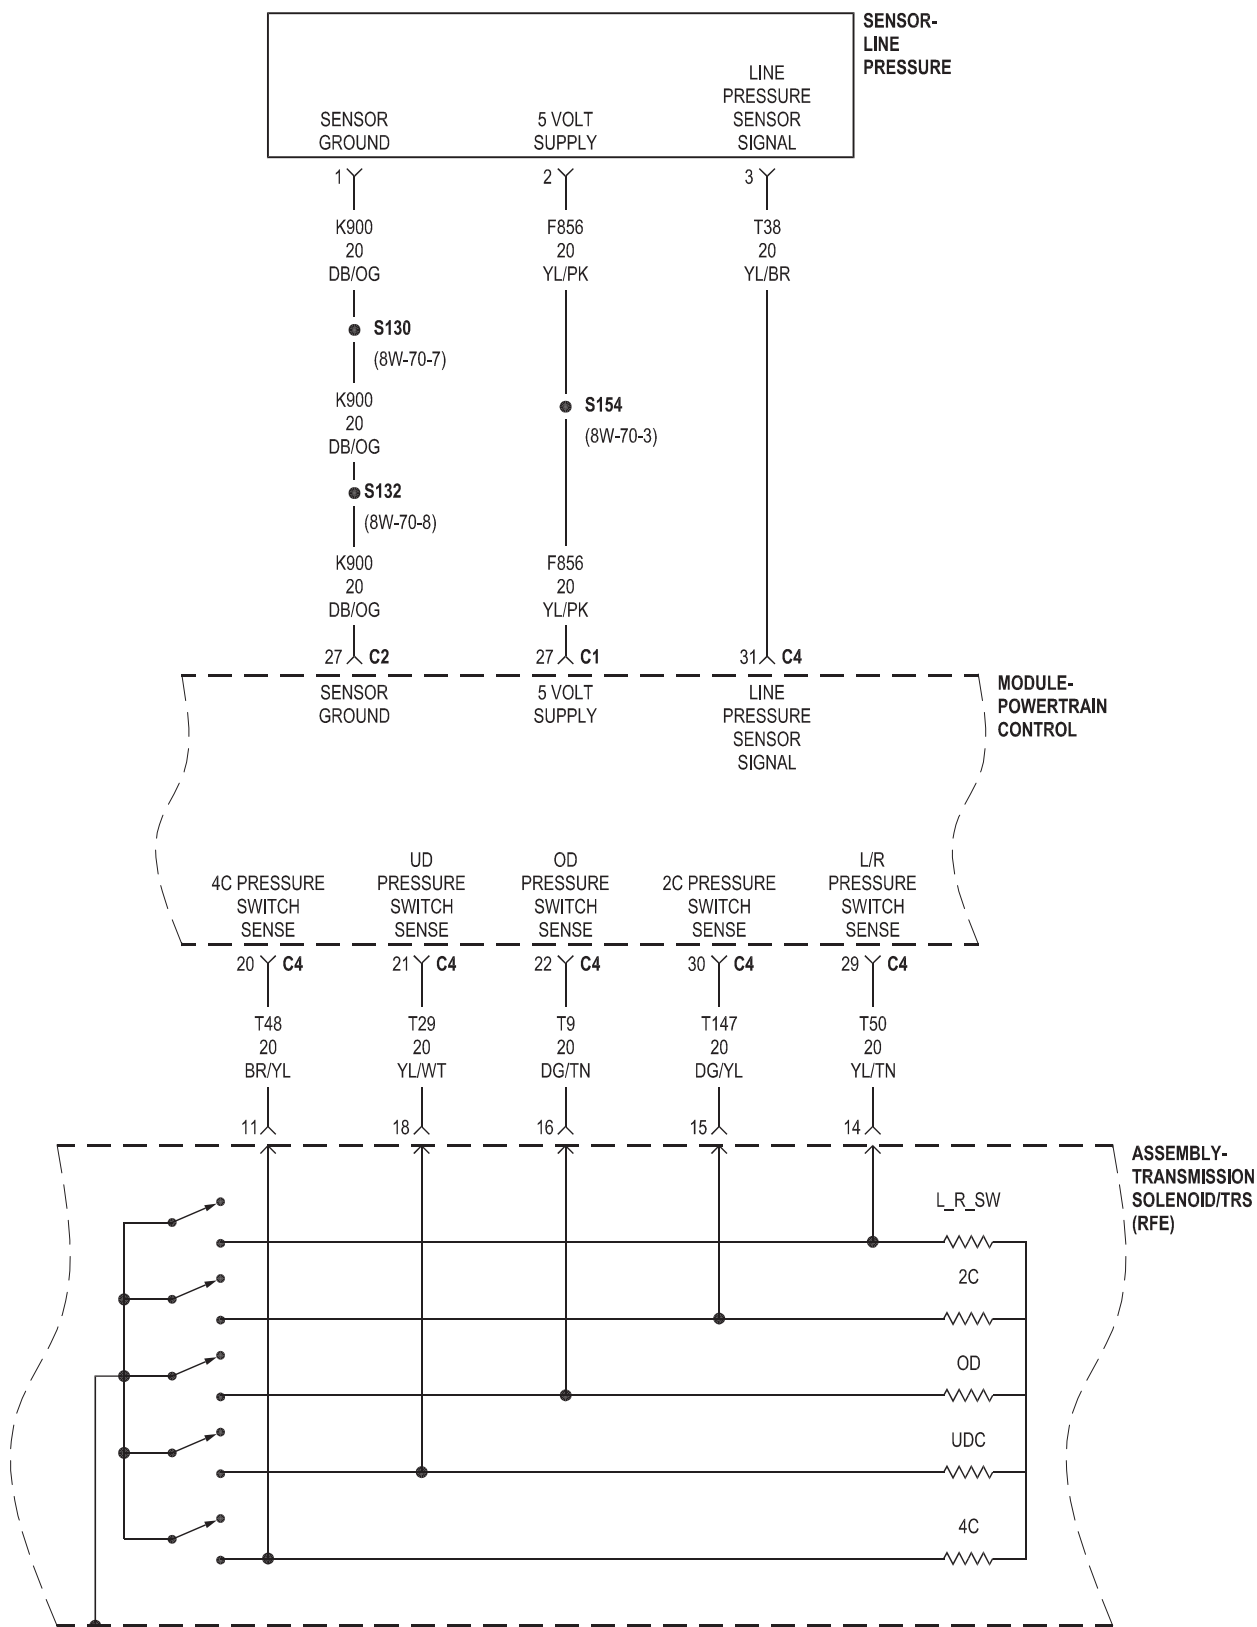 SENSOR-
LINE
PRESSURE
SENSOR
GROUND
5 VOLT
SUPPLY
LINE
PRESSURE
SENSOR
SIGNAL
1
2
3
K900
20
DB/OG
F856
20
YL/PK
T38
20
YL/BR
S130
(8W-70-7)
K900
20
DB/OG
S154
(8W-70-3)
S132
(8W-70-8)
K900
20
DB/OG
F856
20
YL/PK
27 C2
27 C1
31 C4
SENSOR
GROUND
5 VOLT
SUPPLY
LINE
PRESSURE
SENSOR
SIGNAL
MODULE-
POWERTRAIN
CONTROL
4C PRESSURE
SWITCH
SENSE
UD
PRESSURE
SWITCH
SENSE
OD
PRESSURE
SWITCH
SENSE
2C PRESSURE
SWITCH
SENSE
L/R
PRESSURE
SWITCH
SENSE
20 C4
21 C4
22 C4
30 C4
29 C4
T48
20
BR/YL
T29
20
YL/WT
T9
20
DG/TN
T147
20
DG/YL
T50
20
YL/TN
11
18
16
15
14
ASSEMBLY-
TRANSMISSION
SOLENOID/TRS
(RFE)
L_R_SW
2C
OD
UDC
4C